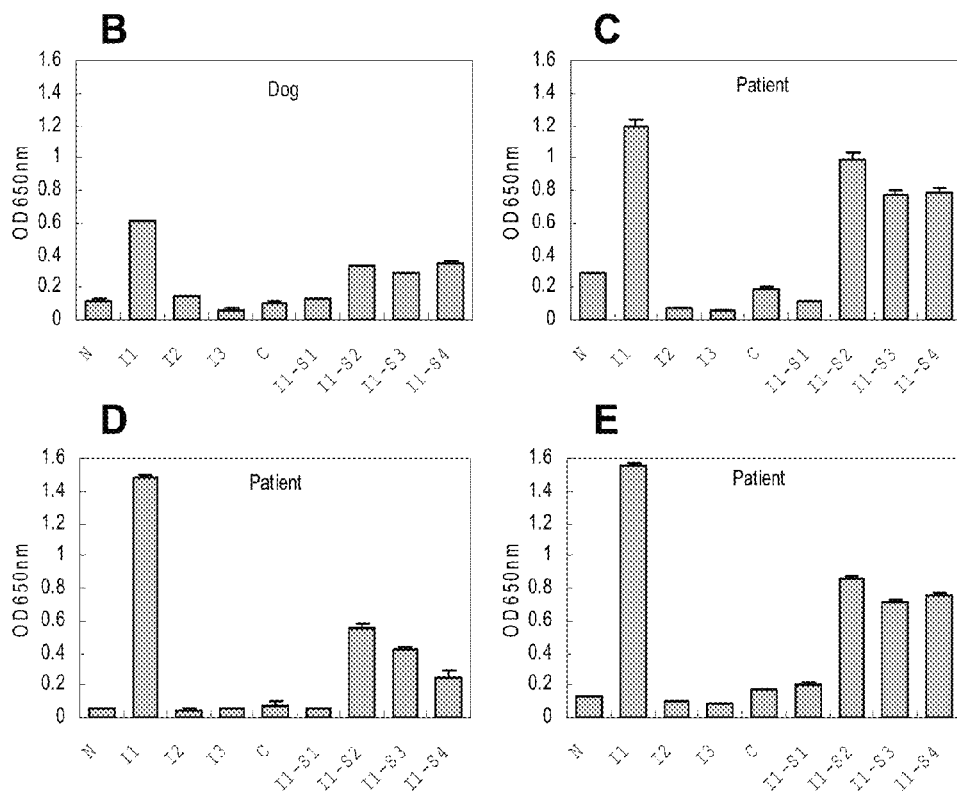 B
Dog
OD650nm
1.6
1.4
1.2
1
0.8
0.6
0.4
0.2
0
N
I1
I2
I3
C
I1-S1
I1-S2
I1-S3
I1-S4
C
Patient
OD650nm
1.6
1.4
1.2
1
0.8
0.6
0.4
0.2
0
N
I1
I2
I3
C
I1-S1
I1-S2
I1-S3
I1-S4
D
Patient
OD650nm
1.6
1.4
1.2
1
0.8
0.6
0.4
0.2
0
N
I1
I2
I3
C
I1-S1
I1-S2
I1-S3
I1-S4
E
Patient
OD650nm
1.6
1.4
1.2
1
0.8
0.6
0.4
0.2
0
N
I1
I2
I3
C
I1-S1
I1-S2
I1-S3
I1-S4